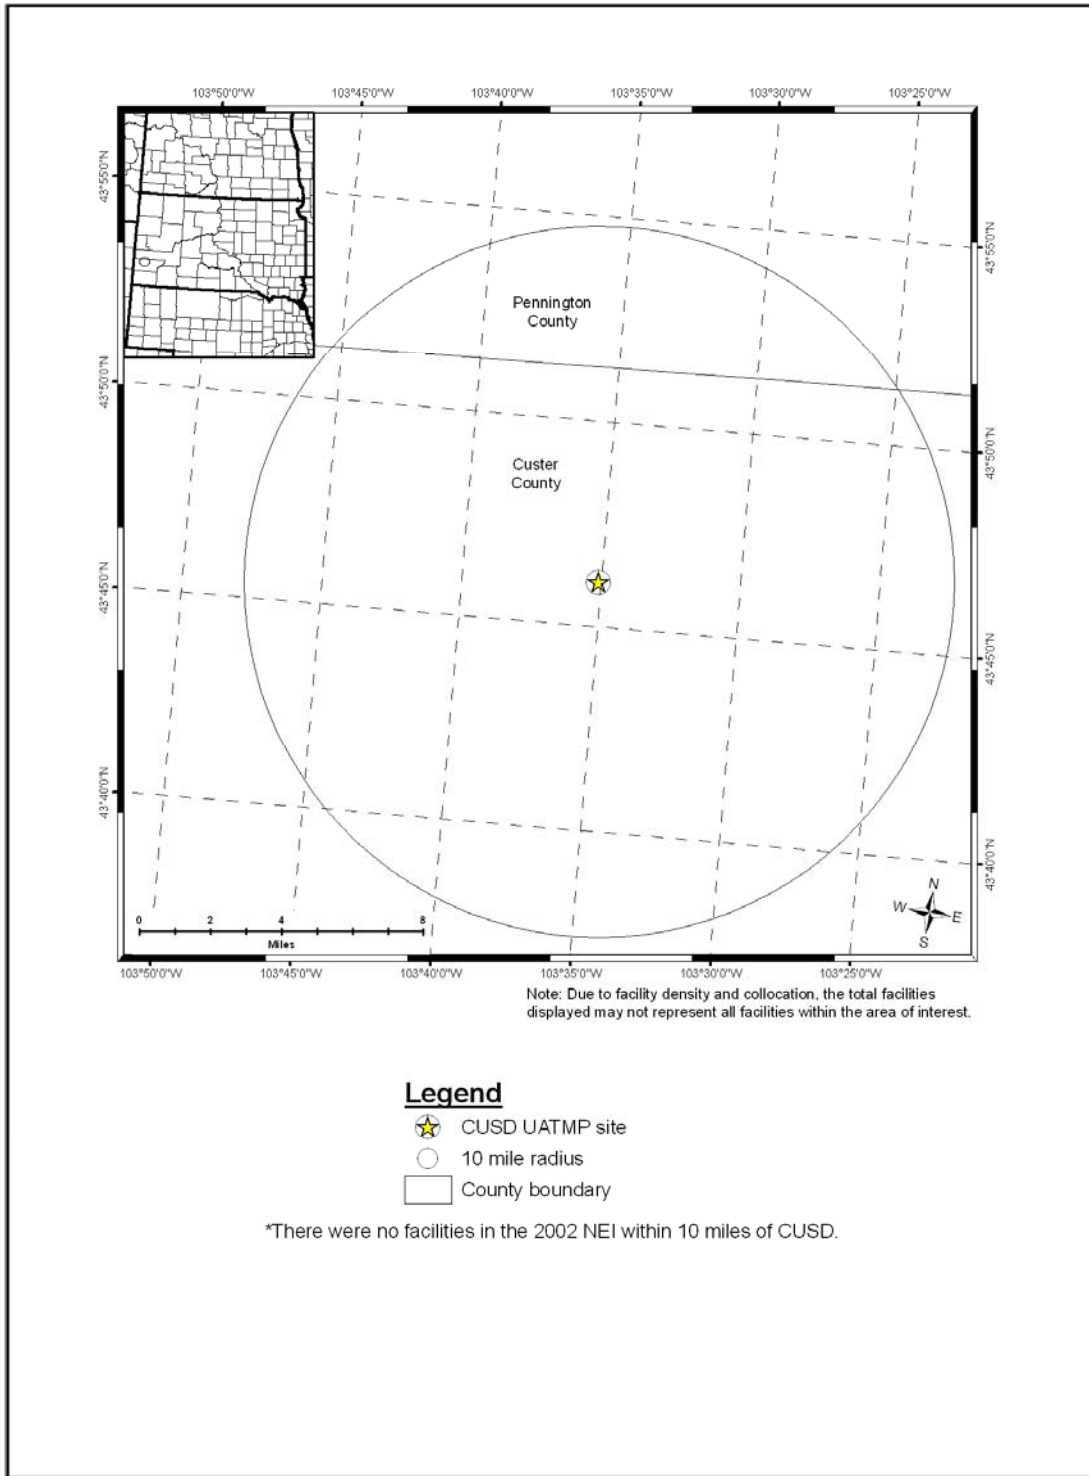 103°50'0"W 103°45'0"W 103°40'0"W 103°35'0"W 103°30'0"W 103°25'0"W
43°55'0"N
43°55'0"N
Pennington
County
43°50'0"N
43°50'0"N
Custer
County
43°45'0"N
43°45'0"N
43°40'0"N
43°40'0"N
N
W E
S
0 2 4 8
Miles
103°50'0"W 103°45'0"W 103°40'0"W 103°35'0"W 103°30'0"W 103°25'0"W
Note: Due to facility density and collocation, the total facilities
displayed may not represent all facilities within the area of interest.
Legend
CUSD UATMP site
10 mile radius
County boundary
*There were no facilities in the 2002 NEI within 10 miles of CUSD.